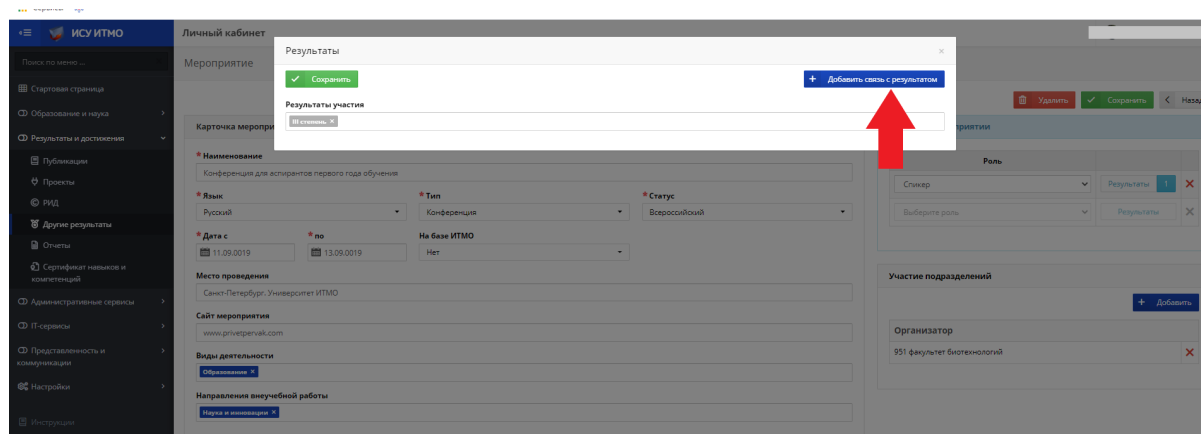 ИСУ ИТМО
Личный кабинет
Поиск по меню ...
Мероприятие
Стартовая страница
Образование и наука
Результаты и достижения
Публикации
Проекты
РИД
Другие результаты
Отчеты
Сертификат навыков и
компетенций
Административные сервисы
IT-сервисы
Представленность и
коммуникации
Настройки
Инструкции
Результаты
×
Сохранить
+ Добавить связь с результатом
Результаты участия
III степень ×
Удалить
Сохранить
Назад
Карточка меропри
приятии
* Наименование
Конференция для аспирантов первого года обучения
* Язык
* Тип
* Статус
Русский
Конференция
Всероссийский
* Дата с
* по
На базе ИТМО
11.09.0019
13.09.0019
Нет
Место проведения
Санкт-Петербург. Университет ИТМО
Сайт мероприятия
www.privetpervak.com
Виды деятельности
Образование ×
Направления внеучебной работы
Наука и инновации ×
Роль
Спикер
Результаты 1
Выберите роль
Результаты
Участие подразделений
+ Добавить
Организатор
951 факультет биотехнологий